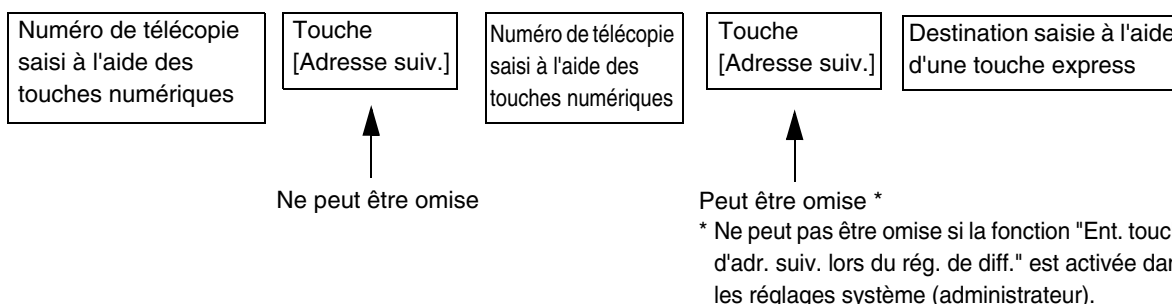 Numéro de télécopie
saisi à l'aide des
touches numériques
Touche
[Adresse suiv.]
Numéro de télécopie
saisi à l'aide des
touches numériques
Touche
[Adresse suiv.]
Destination saisie à l'aide
d'une touche express
Ne peut être omise
Peut être omise *
* Ne peut pas être omise si la fonction "Ent. touc
d'adr. suiv. lors du rég. de diff." est activée da
les réglages système (administrateur).